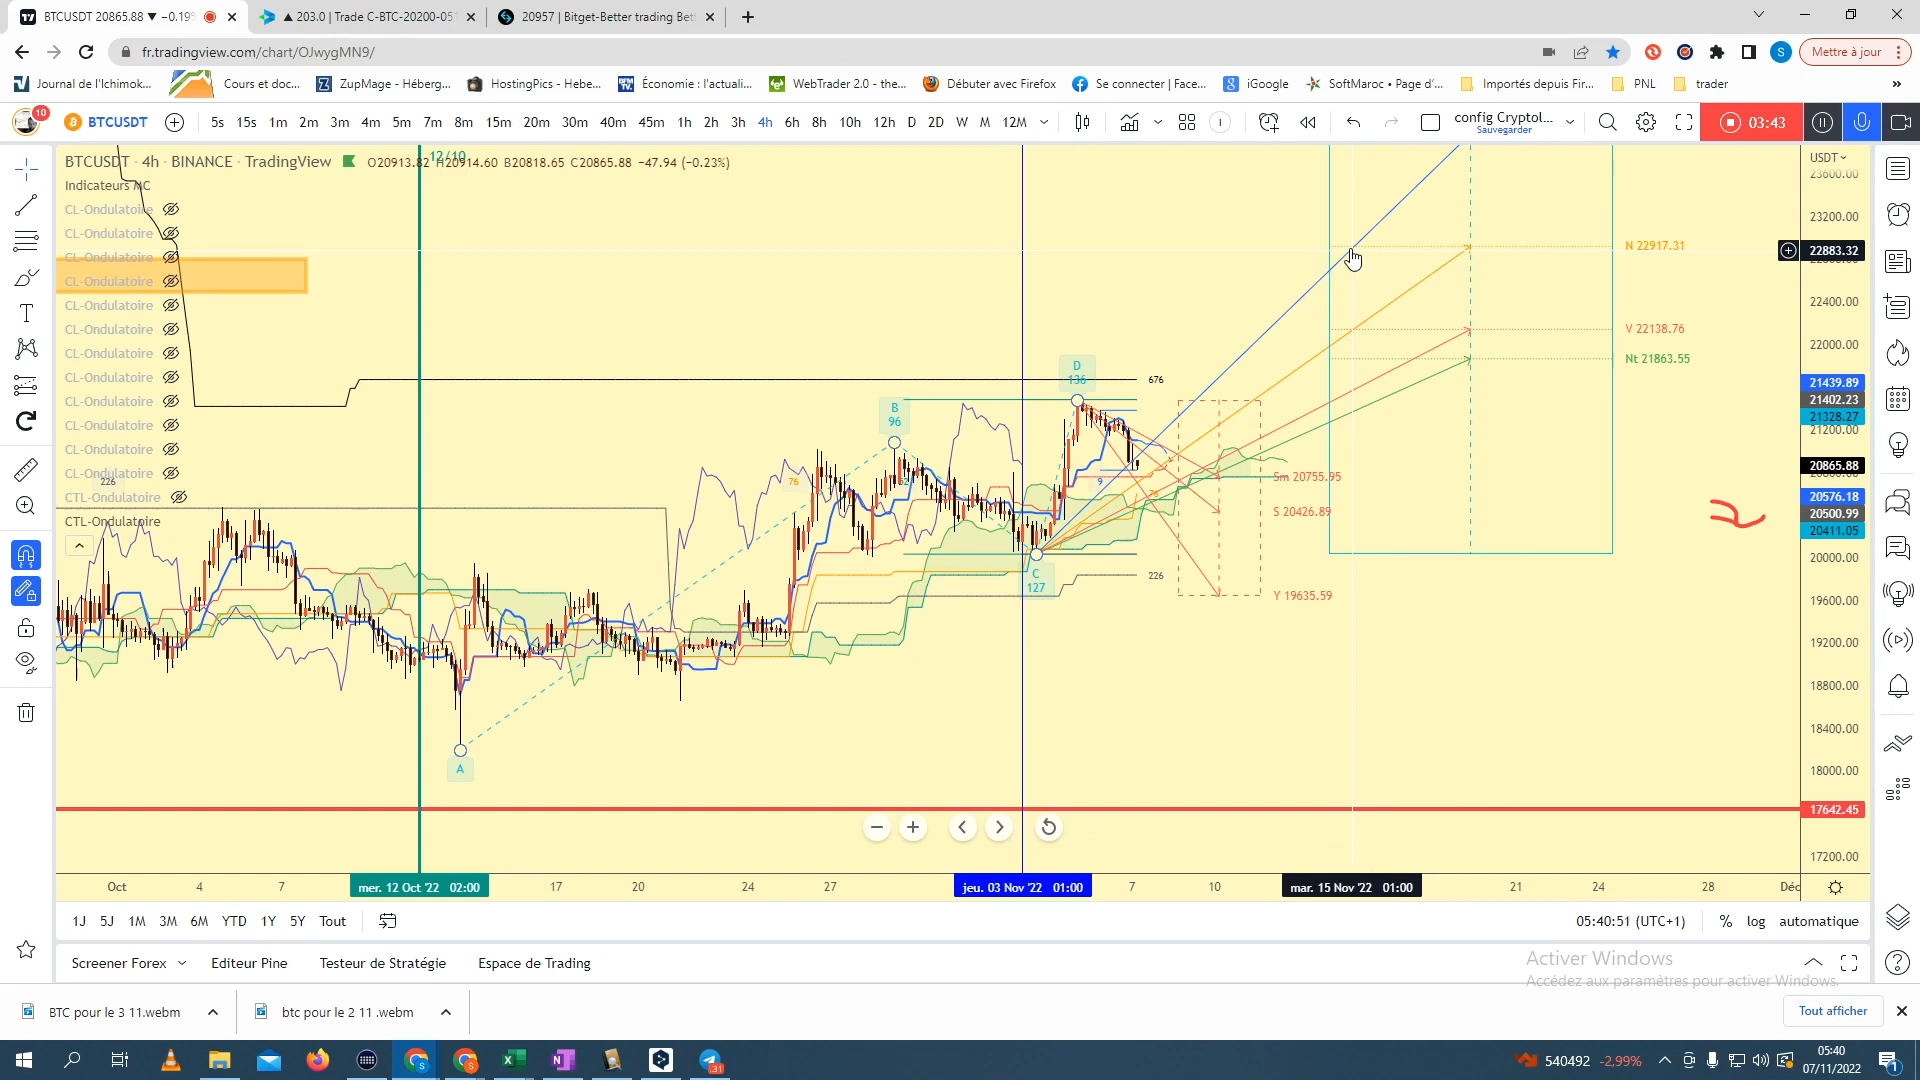 BTCUSDT 20865.88 ▼ −0.19%
▲ 203.0 | Trade C-BTC-20200-051
20957 | Bitget-Better trading Bet
fr.tradingview.com/chart/OJwygMN9/
S
Mettre à jour
Journal de l'Ichimok...
Cours et doc...
ZupMage - Héberg...
HostingPics - Hebe...
Économie : l'actuali...
WebTrader 2.0 - the...
Débuter avec Firefox
Se connecter | Face...
iGoogle
SoftMaroc • Page d'...
Importés depuis Fir...
PNL
trader
»
10
BTCUSDT
5s 15s 1m 2m 3m 4m 5m 7m 8m 15m 20m 30m 40m 45m 1h 2h 3h 4h 6h 8h 10h 12h D 2D W M 12M
config Cryptol...
Sauvegarder
03:43
BTCUSDT · 4h · BINANCE · TradingView
O20913.82 H20914.60 B20818.65 C20865.88 −47.94 (−0.23%)
12/10
Indicateurs MC
CL-Ondulatoire
CL-Ondulatoire
CL-Ondulatoire
CL-Ondulatoire
CL-Ondulatoire
CL-Ondulatoire
CL-Ondulatoire
CL-Ondulatoire
CL-Ondulatoire
CL-Ondulatoire
CL-Ondulatoire
CL-Ondulatoire
CTL-Ondulatoire
CTL-Ondulatoire
226
A
B
96
C
127
D
136
76
52
9
76
676
226
N 22917.31
V 22138.76
Nt 21863.55
Sm 20755.95
S 20426.89
Y 19635.59
USDT
23600.00
23200.00
22883.32
22400.00
22000.00
21439.89
21402.23
21328.27
21200.00
20865.88
20576.18
20500.99
20411.05
20000.00
19600.00
19200.00
18800.00
18400.00
18000.00
17642.45
17200.00
Oct
4
7
mer. 12 Oct '22 02:00
17
20
24
27
jeu. 03 Nov '22 01:00
7
10
mar. 15 Nov '22 01:00
21
24
28
Déc
1J 5J 1M 3M 6M YTD 1Y 5Y Tout
05:40:51 (UTC+1)
%
log
automatique
Screener Forex
Editeur Pine
Testeur de Stratégie
Espace de Trading
Activer Windows
Accédez aux paramètres pour activer Windows.
BTC pour le 3 11.webm
btc pour le 2 11 .webm
Tout afficher
31
540492 -2,99%
05:40
07/11/2022
1